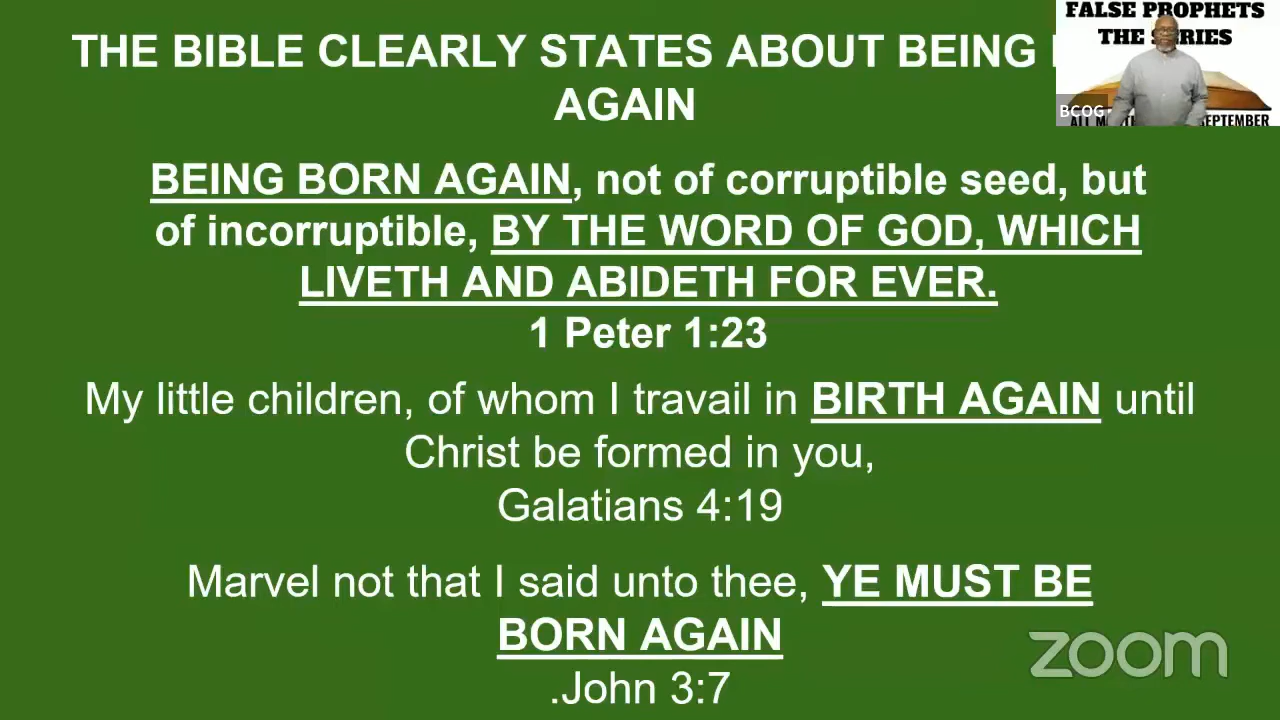 THE BIBLE CLEARLY STATES ABOUT BEING
AGAIN
BEING BORN AGAIN, not of corruptible seed, but
of incorruptible, BY THE WORD OF GOD, WHICH
LIVETH AND ABIDETH FOR EVER.
1 Peter 1:23
My little children, of whom I travail in BIRTH AGAIN until
Christ be formed in you,
Galatians 4:19
Marvel not that I said unto thee, YE MUST BE
BORN AGAIN
.John 3:7
FALSE PROPHETS
THE
BCOG
ALL
zoom